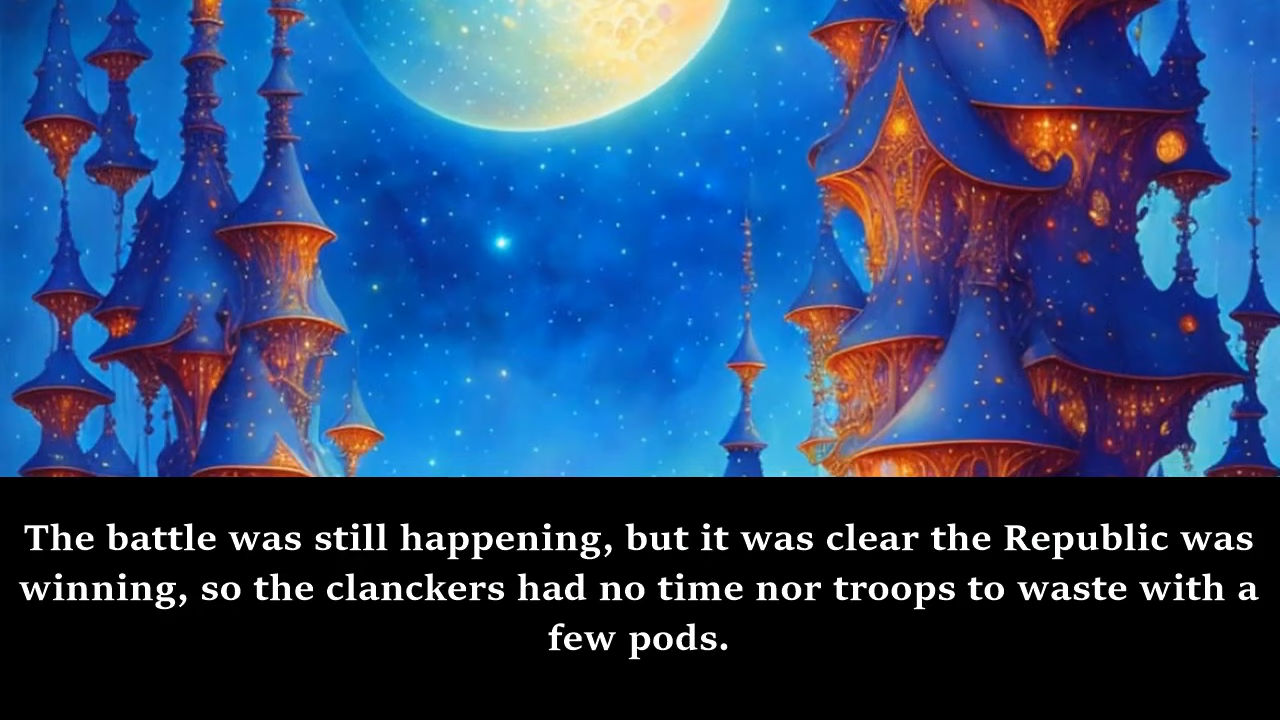 The battle was still happening, but it was clear the Republic was
winning, so the clanckers had no time nor troops to waste with a
few pods.